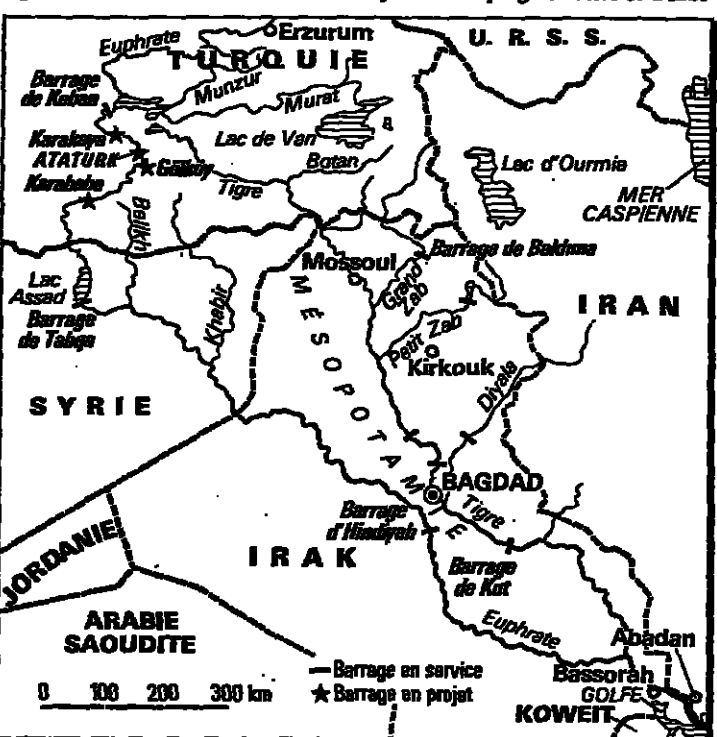 Euphrate
Erzurum
U. R. S. S.
TURQUIE
Barrage
de Keban
Munzur
Murat
Karakaya
Lac de Van
ATATURK
Gölköy
Botan
Lac d'Ourmia
Karababa
Tigre
MER
CASPIENNE
Balikh
Barrage de Bakhma
Mossoul
Lac
Assad
Khabir
Grand
Zab
IRAN
Barrage
de Tabqa
Petit Zab
Kirkouk
MÉSOPOTAMIE
Diyala
SYRIE
BAGDAD
Tigre
Barrage
d'Hindiyah
JORDANIE
IRAK
Barrage
de Kut
ARABIE
SAOUDITE
Euphrate
Abadan
Barrage en service
Bassorah
0 100 200 300 km
Barrage en projet
GOLFE
KOWEIT